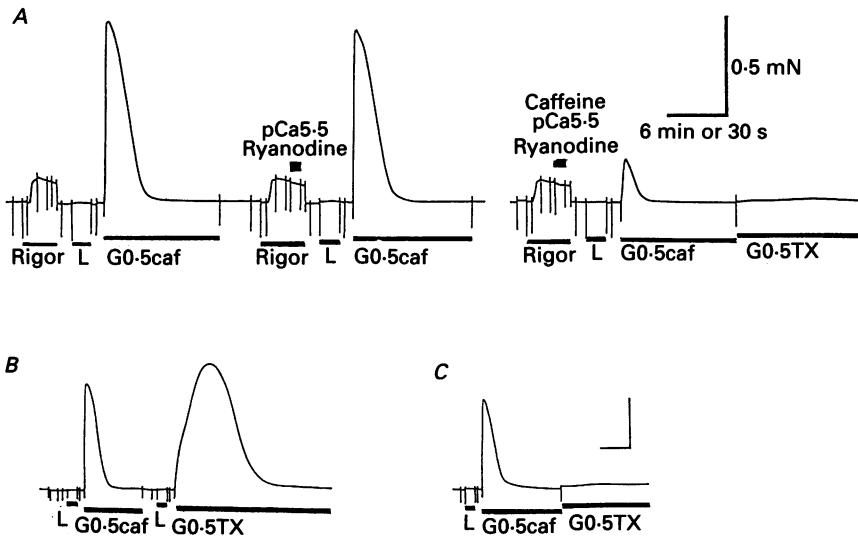 A
pCa5·5
Ryanodine
Caffeine
pCa5·5
Ryanodine
0·5 mN
6 min or 30 s
Rigor L G0·5caf Rigor L G0·5caf Rigor L G0·5caf G0·5TX
B
L G0·5caf L G0·5TX
C
L G0·5caf G0·5TX